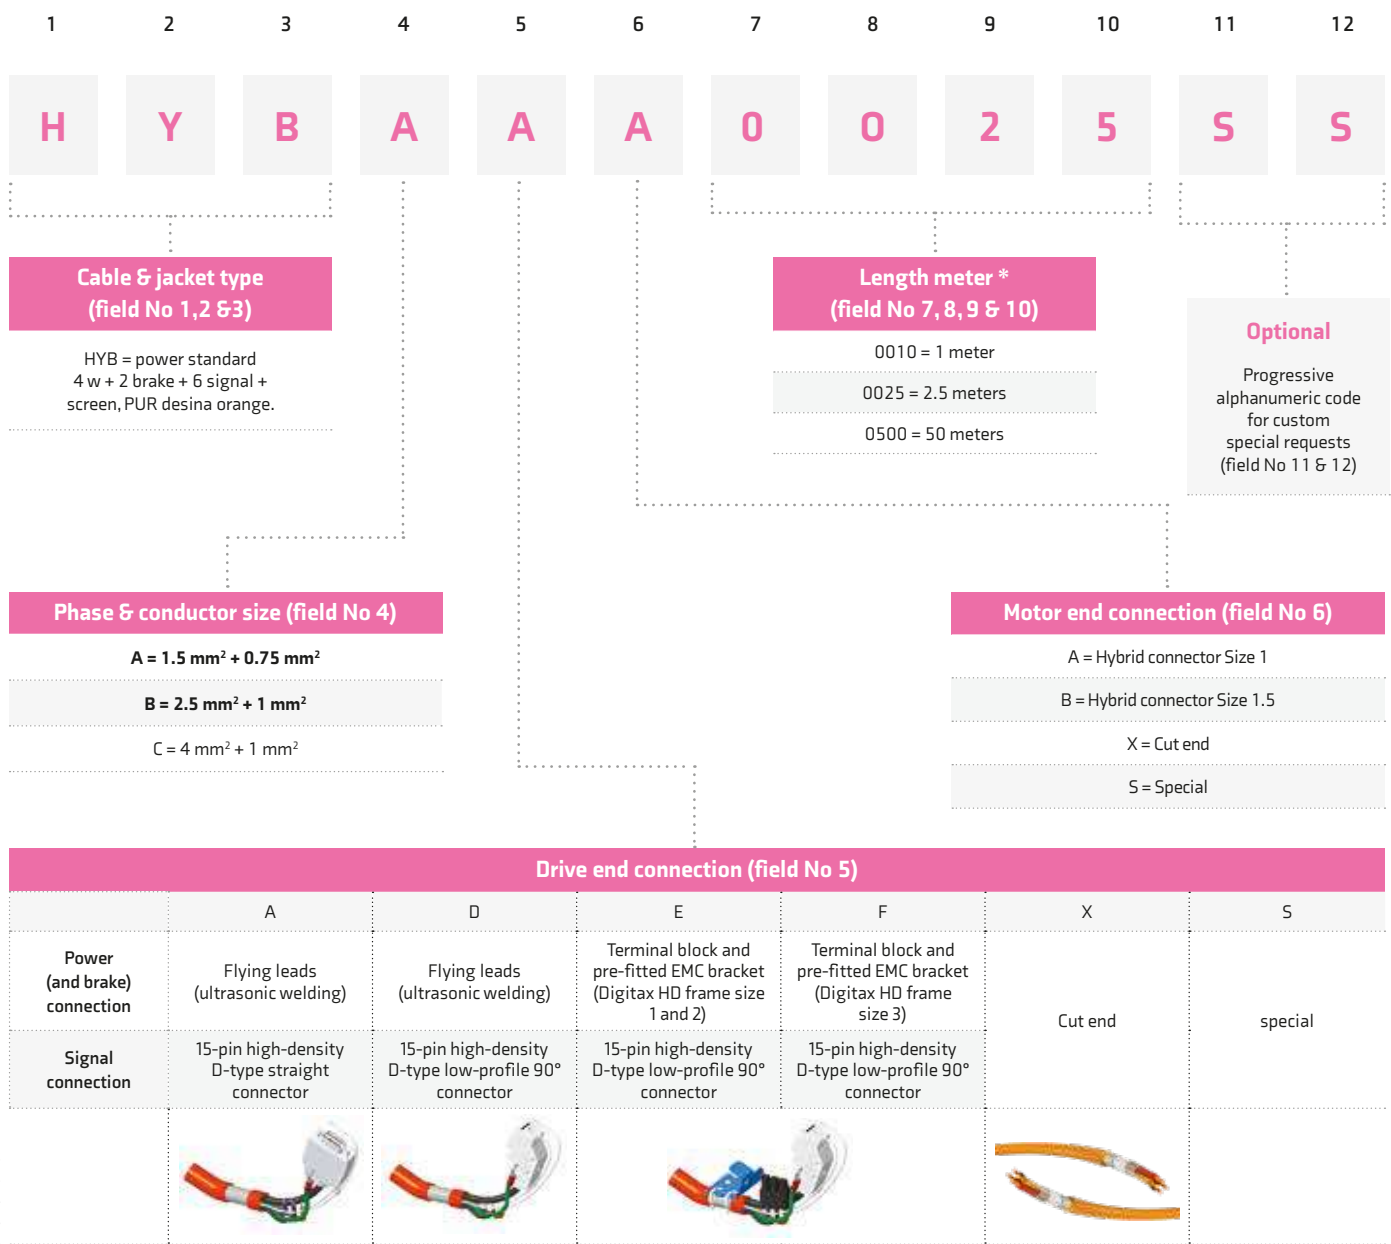 1 2 3 4 5 6 7 8 9 10 11 12
H Y B A A A 0 0 2 5 S S
Cable & jacket type
(field No 1,2 &3)
HYB = power standard
4 w + 2 brake + 6 signal +
screen, PUR desina orange.
Length meter *
(field No 7, 8, 9 & 10)
0010 = 1 meter
0025 = 2.5 meters
0500 = 50 meters
Optional
Progressive
alphanumeric code
for custom
special requests
(field No 11 & 12)
Phase & conductor size (field No 4)
A = 1.5 mm² + 0.75 mm²
B = 2.5 mm² + 1 mm²
C = 4 mm² + 1 mm²
Motor end connection (field No 6)
A = Hybrid connector Size 1
B = Hybrid connector Size 1.5
X = Cut end
S = Special
Drive end connection (field No 5)
A D E F X S
Power
(and brake)
connection
Flying leads
(ultrasonic welding)
Flying leads
(ultrasonic welding)
Terminal block and
pre-fitted EMC bracket
(Digitax HD frame size
1 and 2)
Terminal block and
pre-fitted EMC bracket
(Digitax HD frame
size 3)
Cut end
special
Signal
connection
15-pin high-density
D-type straight
connector
15-pin high-density
D-type low-profile 90°
connector
15-pin high-density
D-type low-profile 90°
connector
15-pin high-density
D-type low-profile 90°
connector